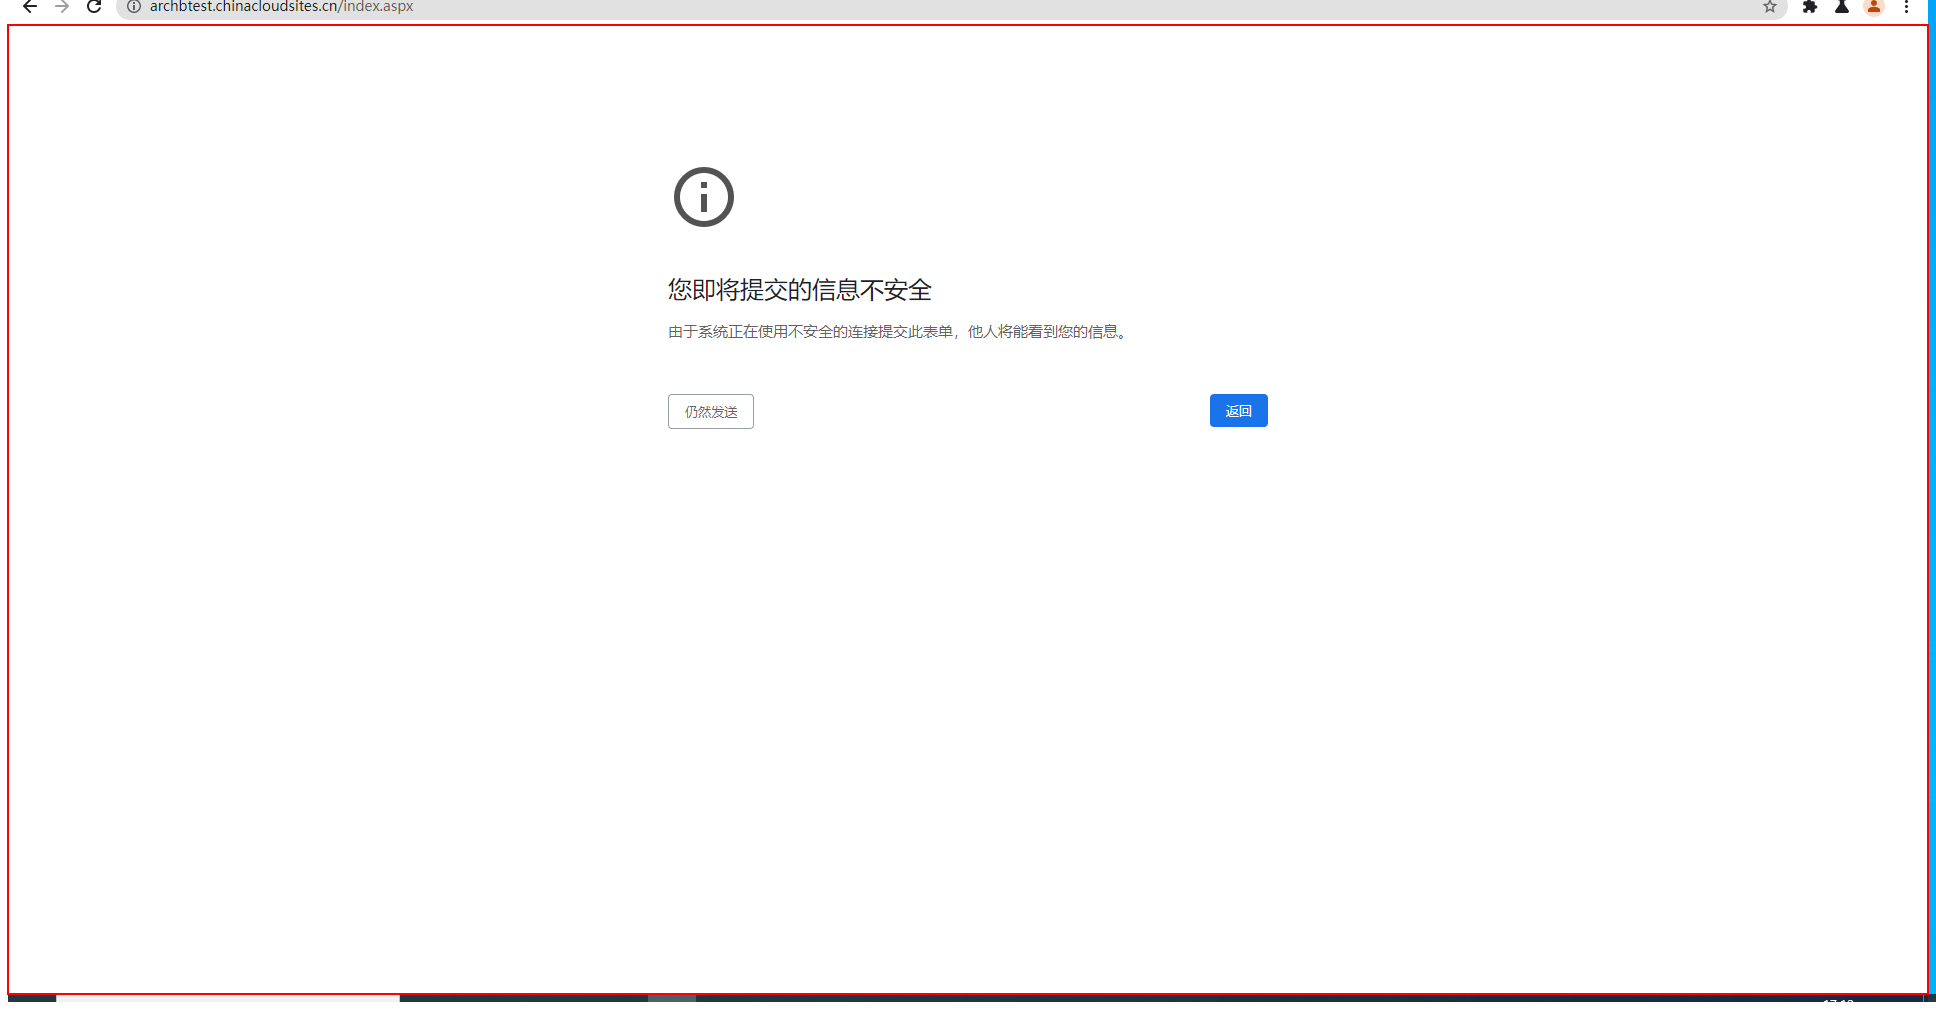 archbtest.chinacloudsites.cn/index.aspx
您即将提交的信息不安全
由于系统正在使用不安全的连接提交此表单，他人将能看到您的信息。
仍然发送
返回